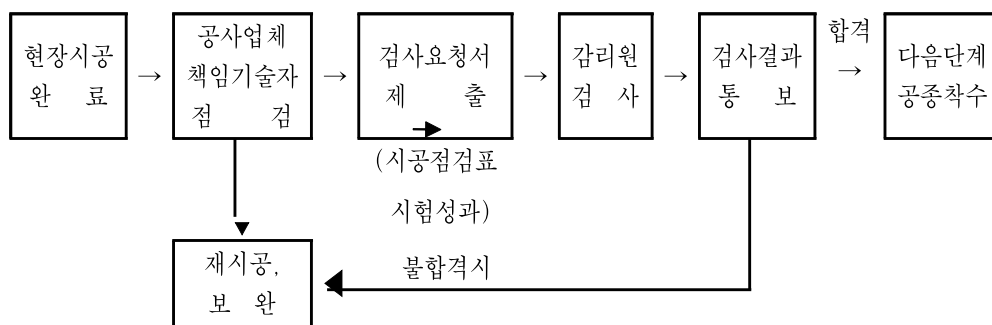 현장시공
완 료
→
공사업체
책임기술자
점 검
→
검사요청서
제 출
(시공점검표
시험성과)
→
감리원
검 사
→
검사결과
통 보
합격
→
다음단계
공종착수
재시공,
보 완
불합격시